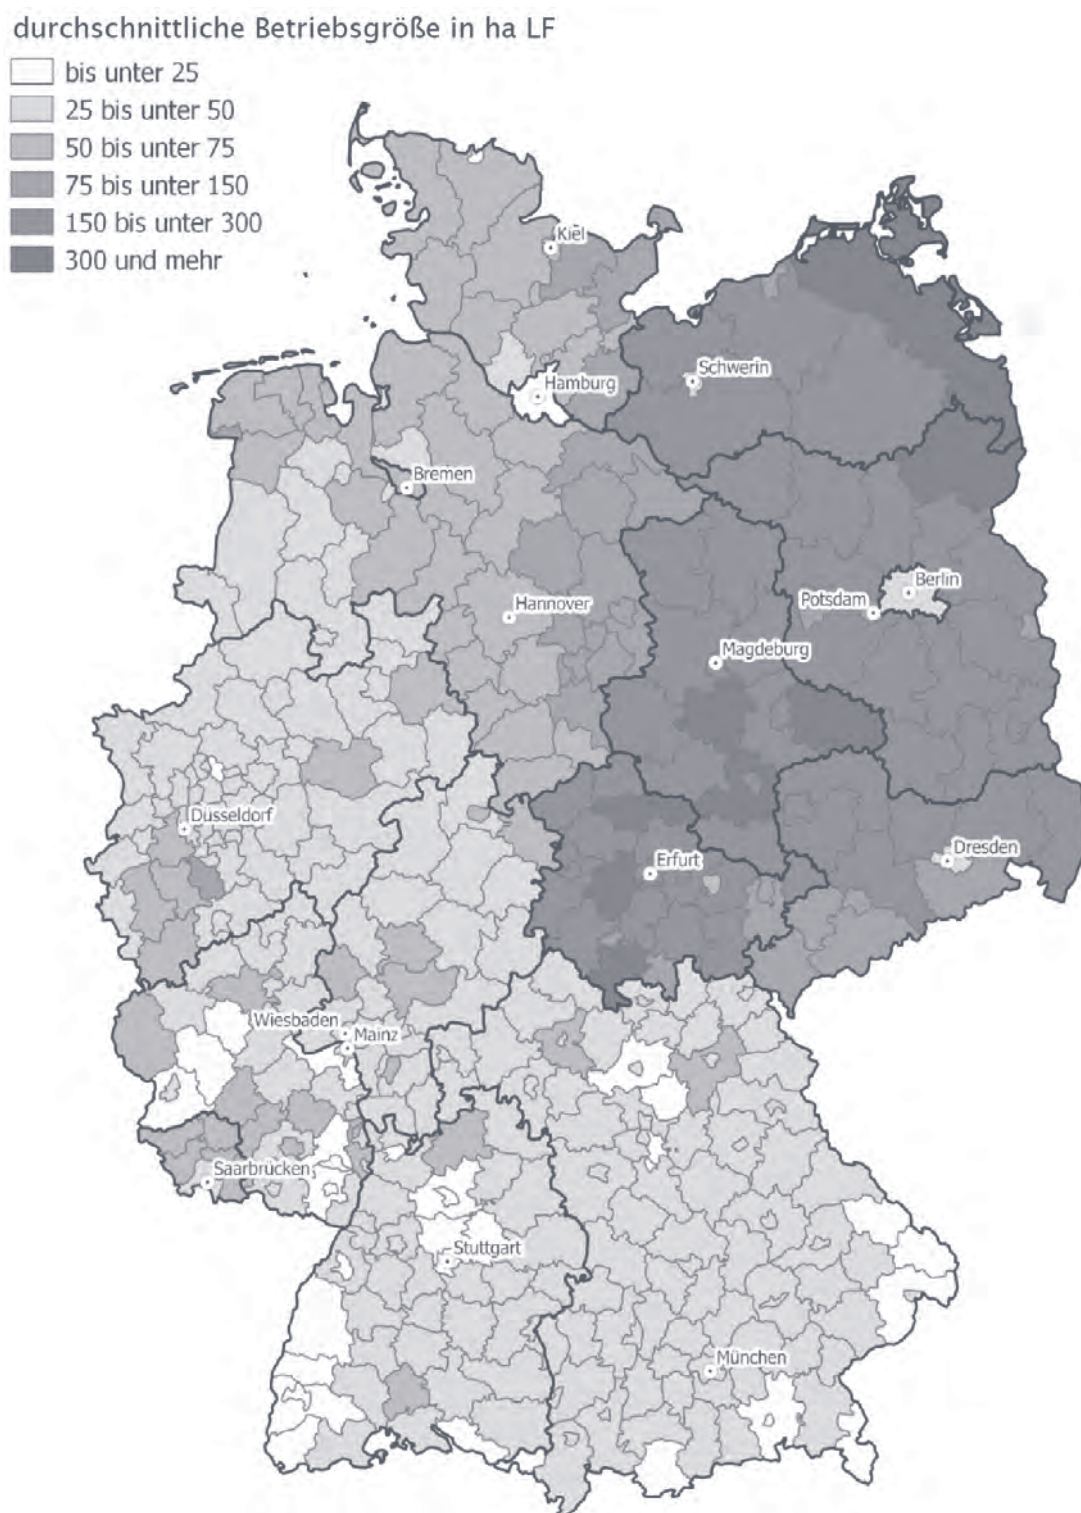 durchschnittliche Betriebsgröße in ha LF
bis unter 25
25 bis unter 50
50 bis unter 75
75 bis unter 150
150 bis unter 300
300 und mehr
Kiel
Schwerin
Hamburg
Bremen
Berlin
Hannover
Potsdam
Magdeburg
Düsseldorf
Dresden
Erfurt
Wiesbaden
Mainz
Saarbrücken
Stuttgart
München